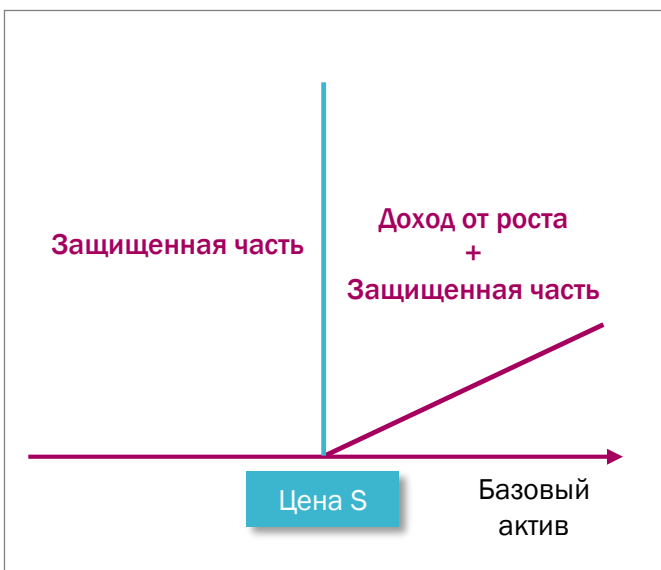 Защищенная часть
Доход от роста
+
Защищенная часть
Цена S
Базовый
актив